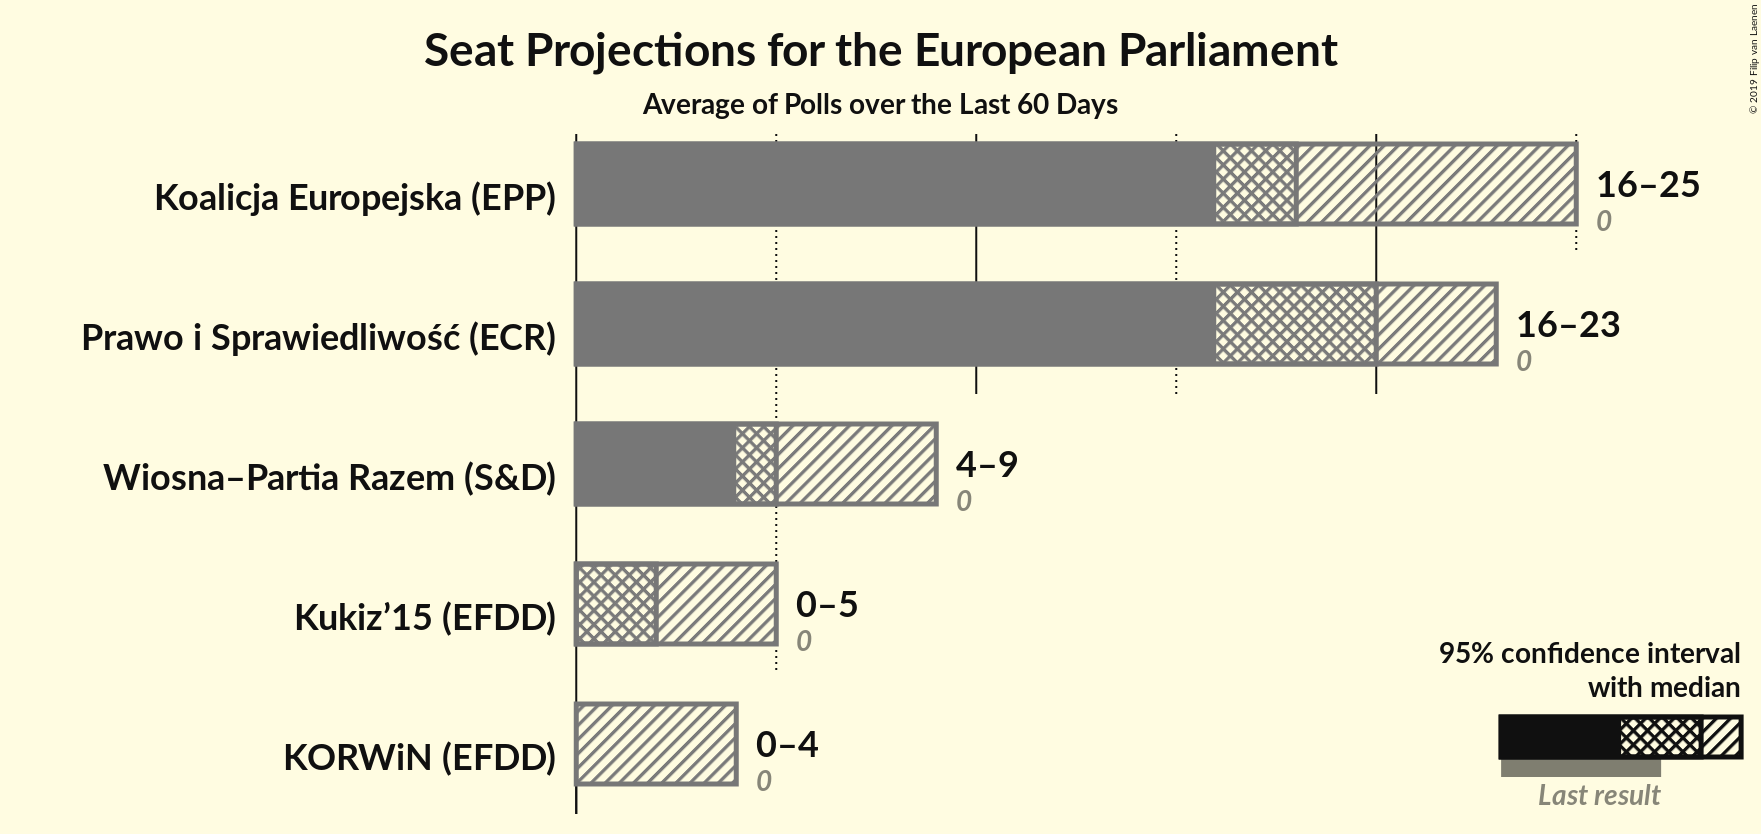 Seat Projections for the European Parliament
Average of Polls over the Last 60 Days
© 2019 Filip van Laenen
Koalicja Europejska (EPP)
16–25
0
Prawo i Sprawiedliwość (ECR)
16–23
0
Wiosna–Partia Razem (S&D)
4–9
0
Kukiz’15 (EFDD)
0–5
0
KORWiN (EFDD)
0–4
0
95% confidence interval
with median
Last result